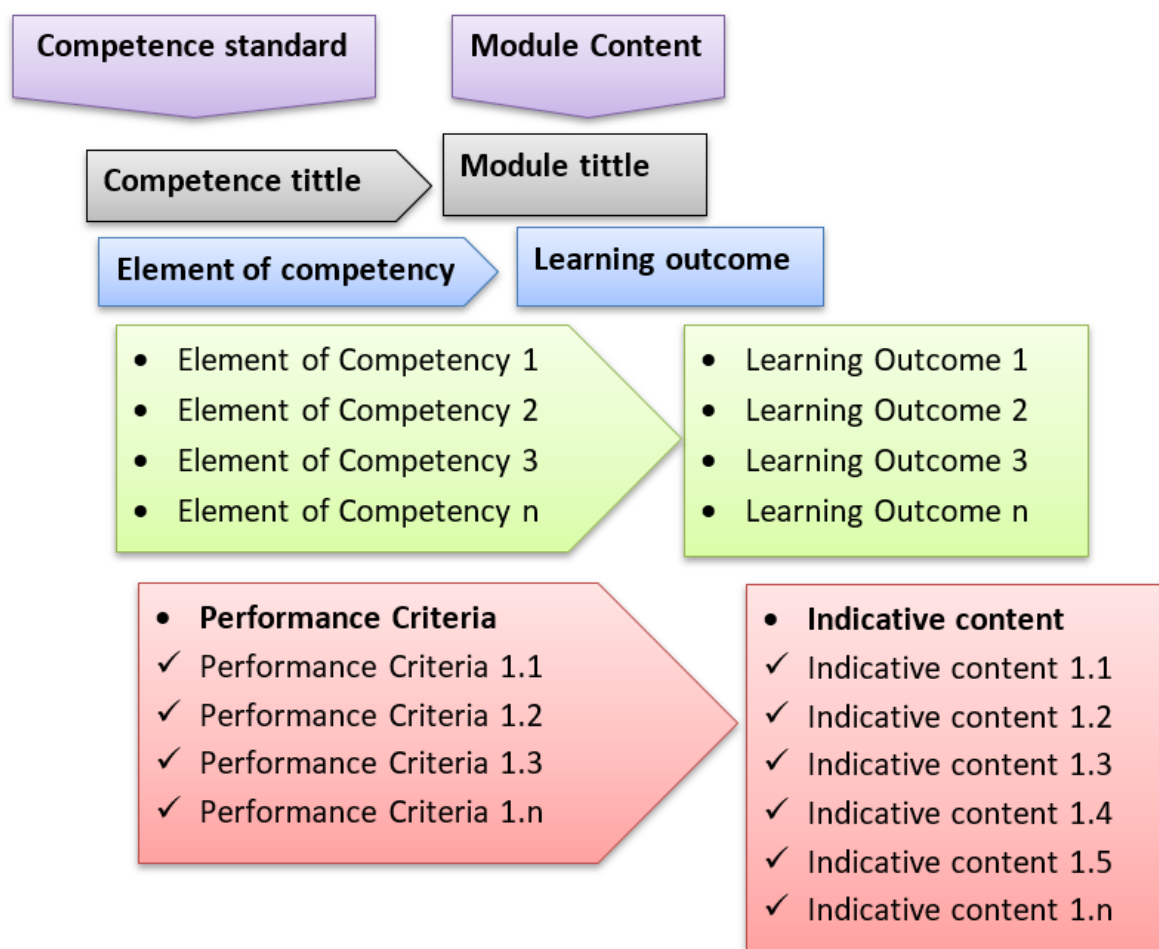 Competence standard
Module Content
Competence tittle
Module tittle
Element of competency
Learning outcome
• Element of Competency 1
• Element of Competency 2
• Element of Competency 3
• Element of Competency n
• Learning Outcome 1
• Learning Outcome 2
• Learning Outcome 3
• Learning Outcome n
• Performance Criteria
✓ Performance Criteria 1.1
✓ Performance Criteria 1.2
✓ Performance Criteria 1.3
✓ Performance Criteria 1.n
• Indicative content
✓ Indicative content 1.1
✓ Indicative content 1.2
✓ Indicative content 1.3
✓ Indicative content 1.4
✓ Indicative content 1.5
✓ Indicative content 1.n